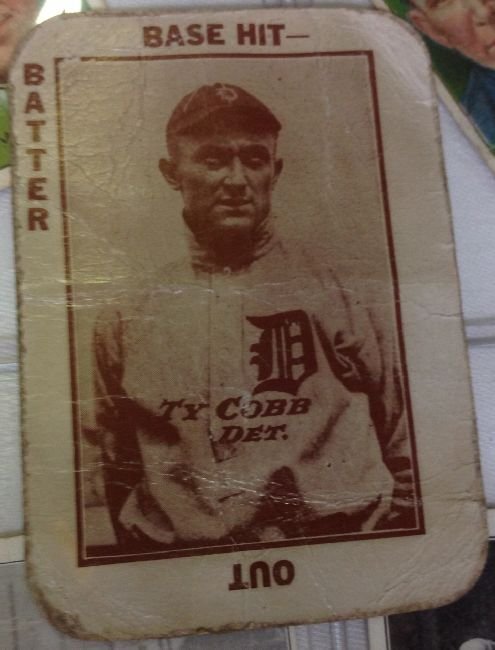 BASE HIT—
BATTER
D
TY COBB
DET.
OUT